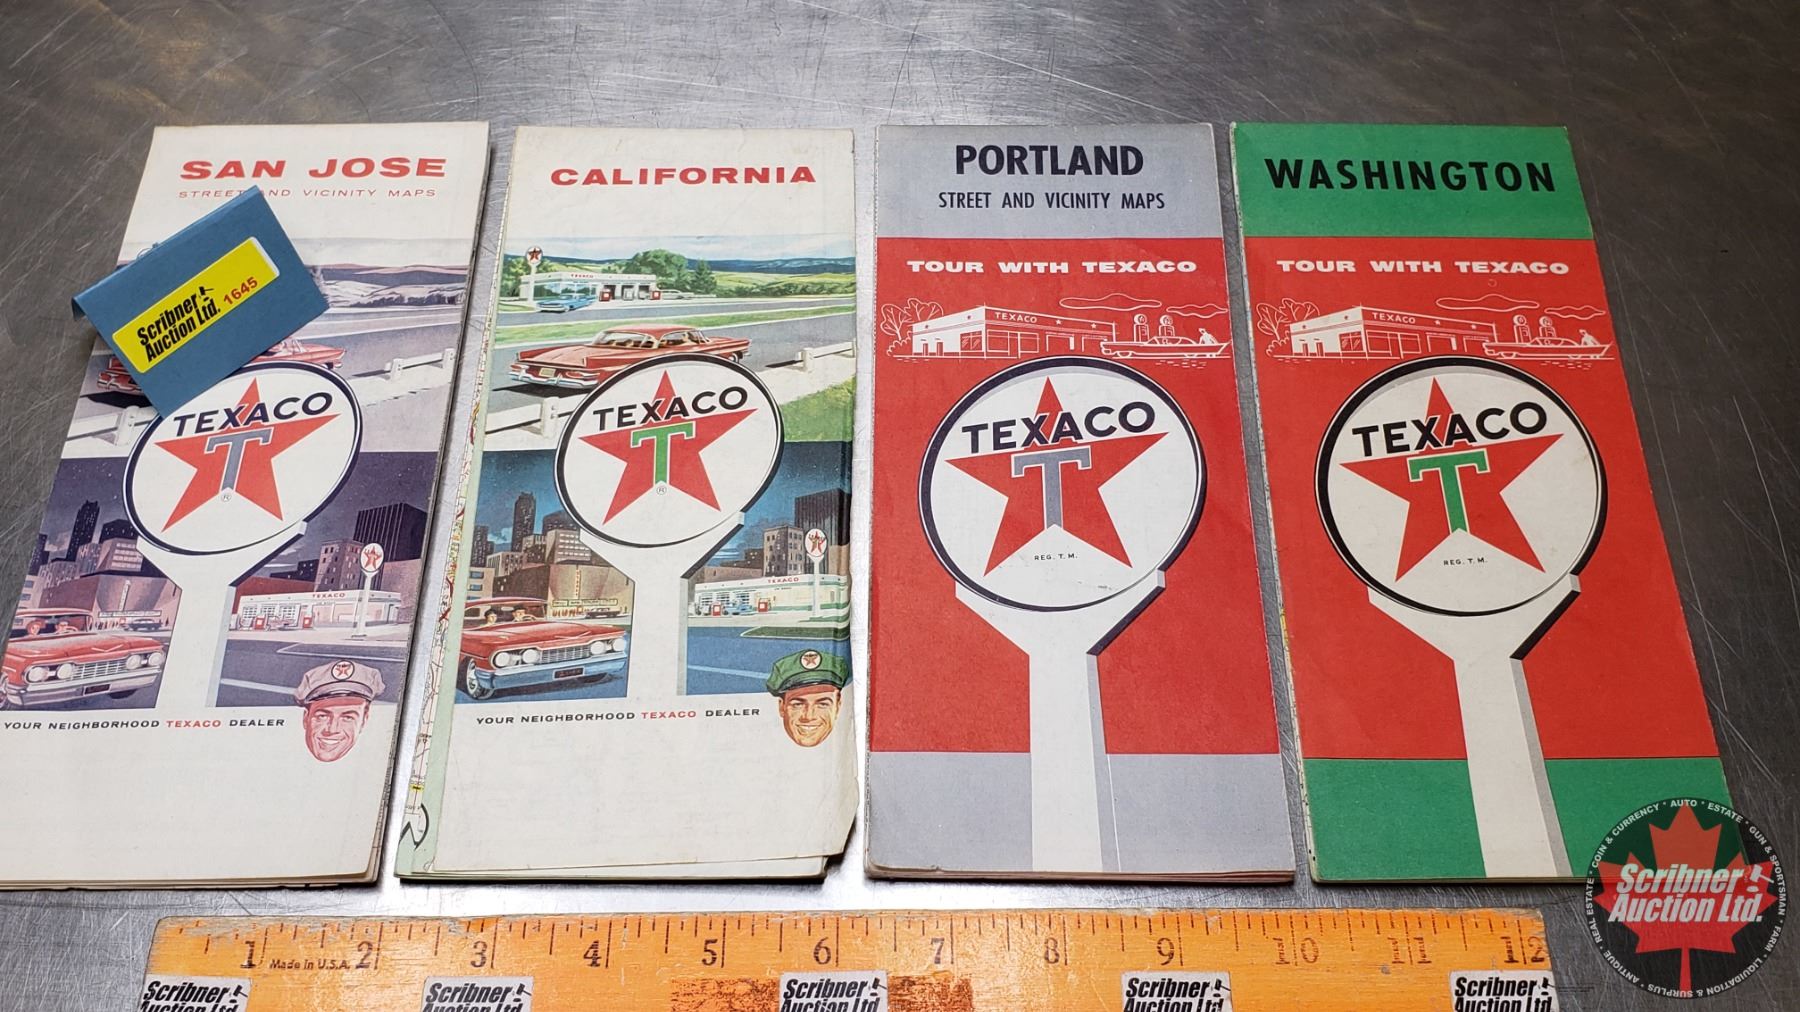 SAN JOSE
STREET AND VICINITY MAPS
Scribner
Auction Ltd.
1645
TEXACO
T
®
TEXACO
YOUR NEIGHBORHOOD TEXACO DEALER
CALIFORNIA
TEXACO
TEXACO
T
®
TEXACO
YOUR NEIGHBORHOOD TEXACO DEALER
PORTLAND
STREET AND VICINITY MAPS
TOUR WITH TEXACO
TEXACO
TEXACO
T
REG. T. M.
WASHINGTON
TOUR WITH TEXACO
TEXACO
TEXACO
T
REG. T. M.
1 2 3 4 5 6 7 8 9 10 11 12
Made in U.S.A.
Scribner
Auction Ltd
Scribner
Auction Ltd
Scribner
Auction Ltd
Scribner
Auction Ltd
Scribner
Auction Ltd
ANTIQUE • REAL ESTATE • COIN & CURRENCY • AUTO • ESTATE • GUN & SPORTSMAN • FARM • LIQUIDATION & SURPLUS •
Scribner
Auction Ltd.